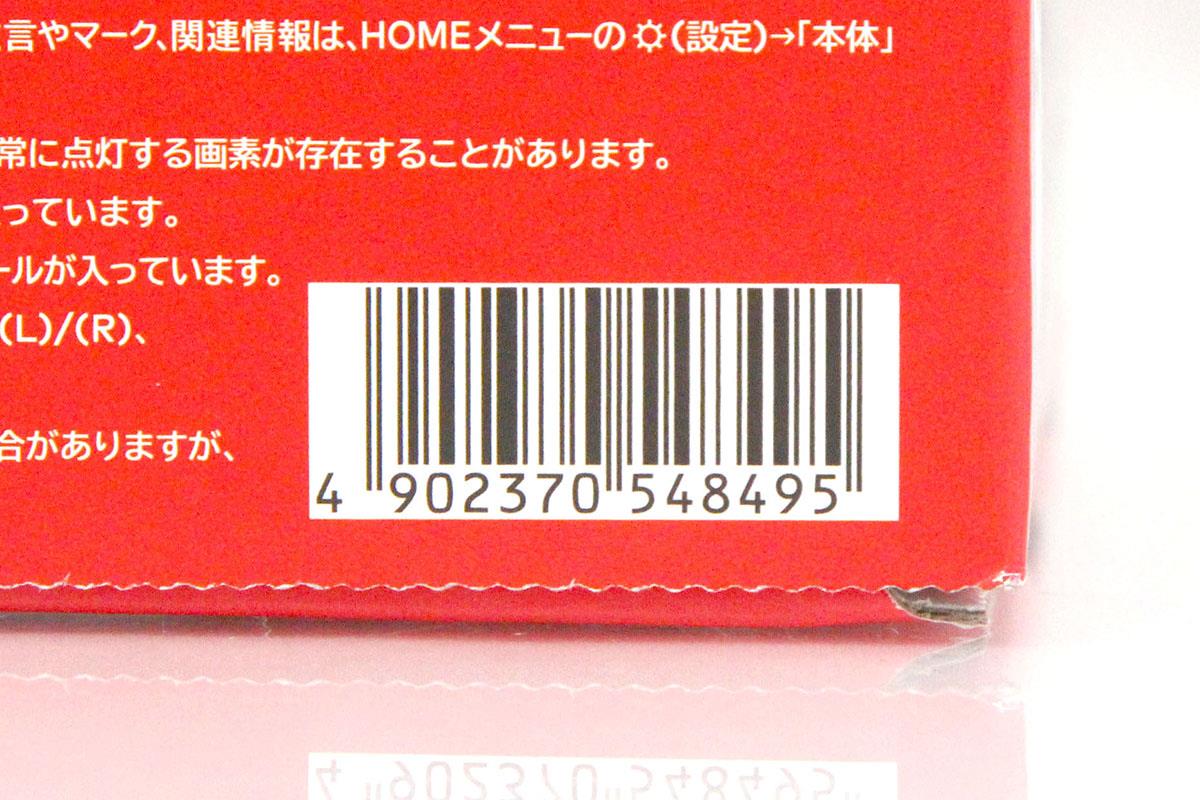 言やマーク、関連情報は、HOMEメニューの(設定)→「本体」
常に点灯する画素が存在することがあります。
っています。
ールが入っています。
(L)/(R)、
合がありますが、
4 902370 548495